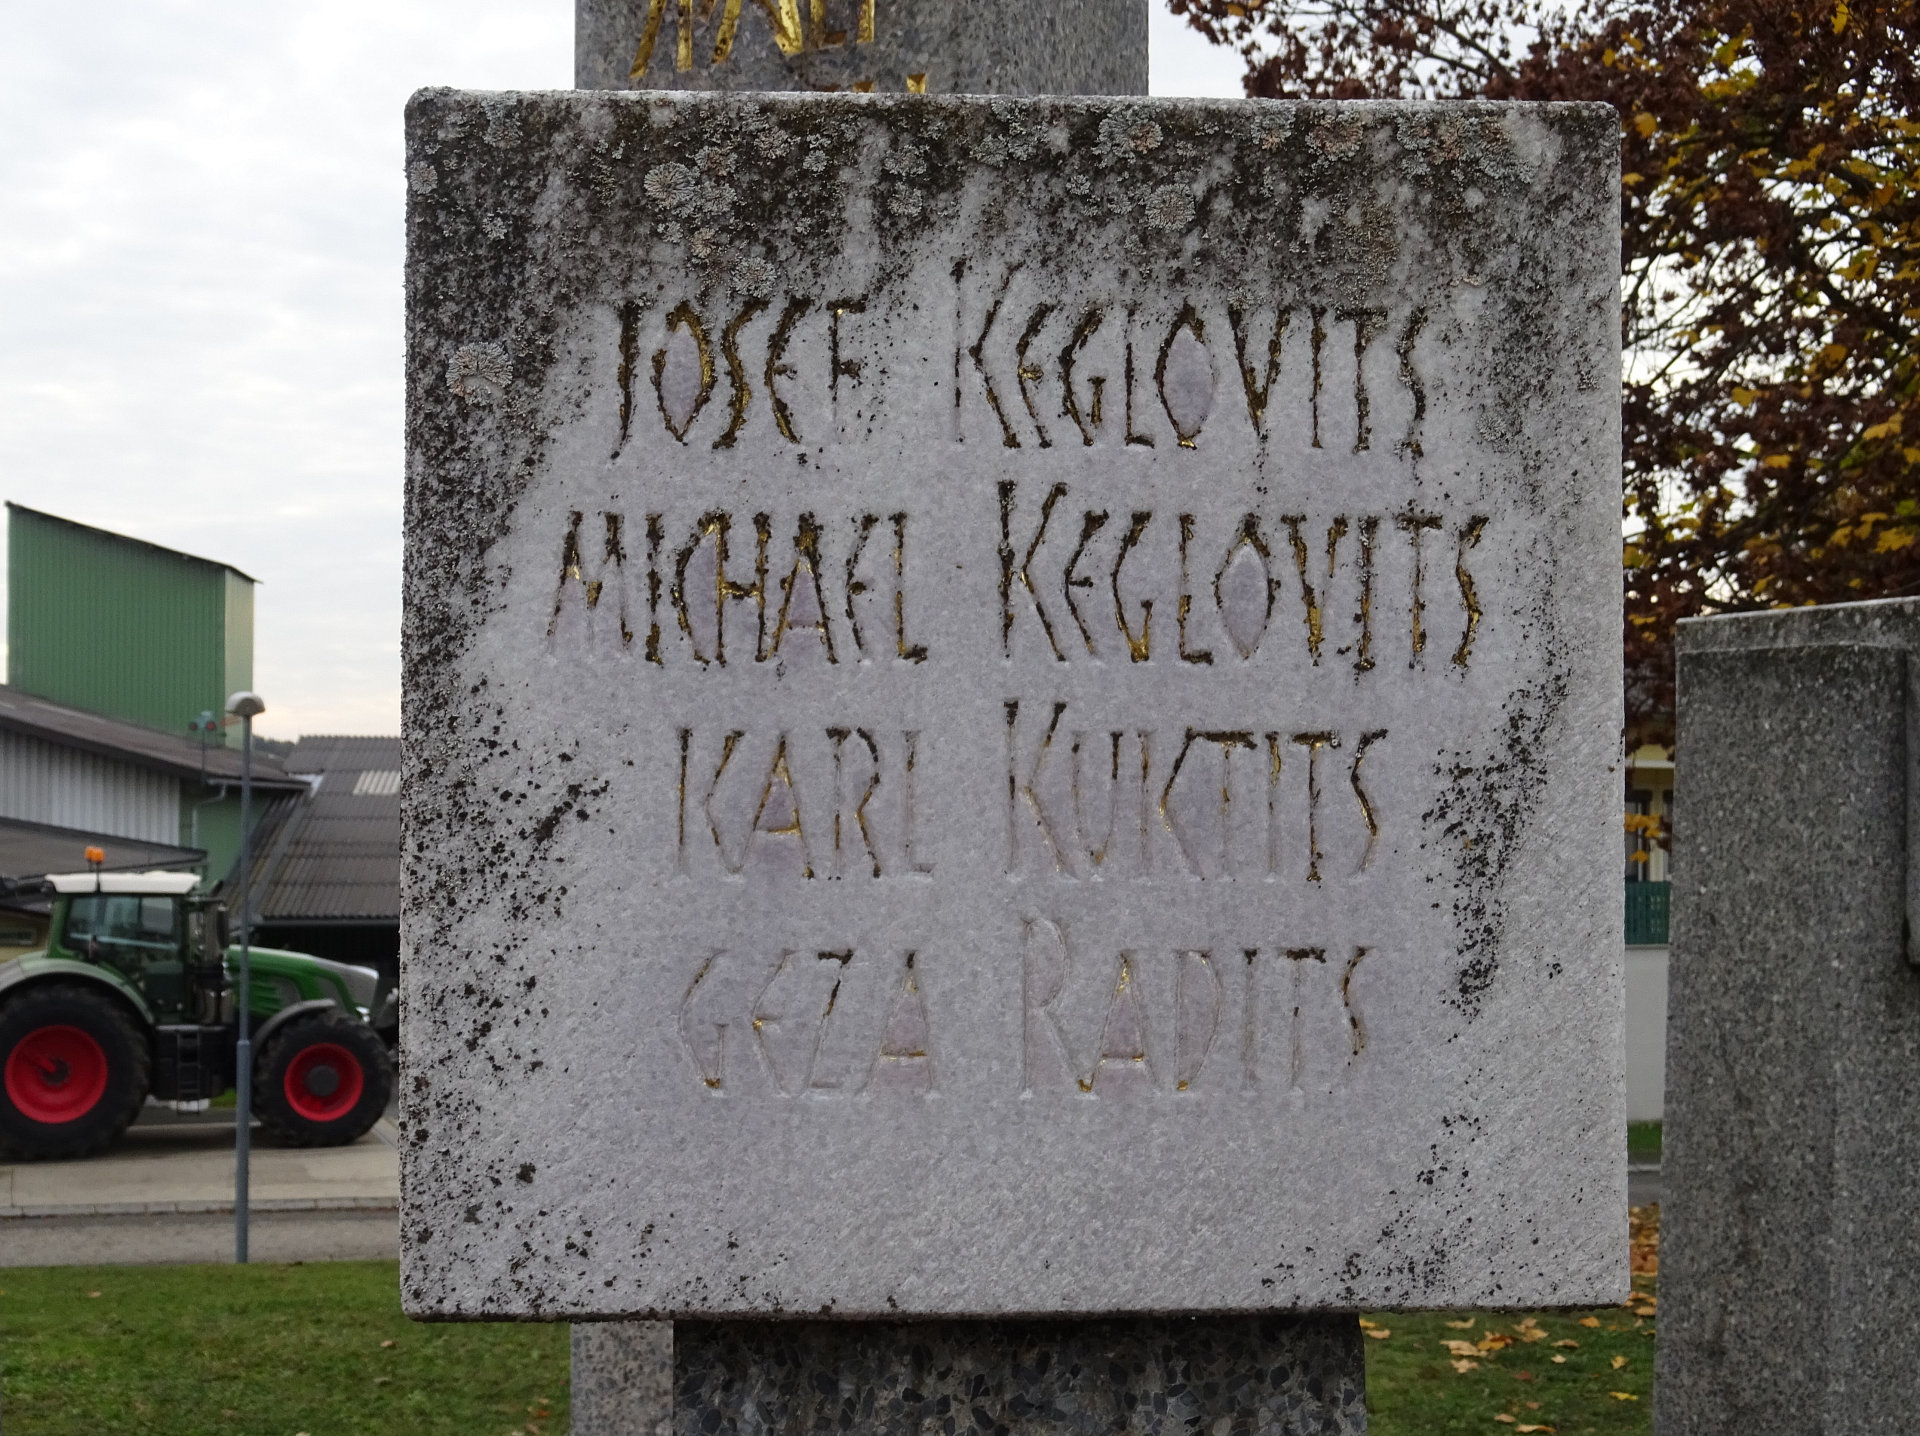 JOSEF KEGLOVITS
MICHAEL KEGLOVITS
KARL KUKTITS
GEZA RADITS